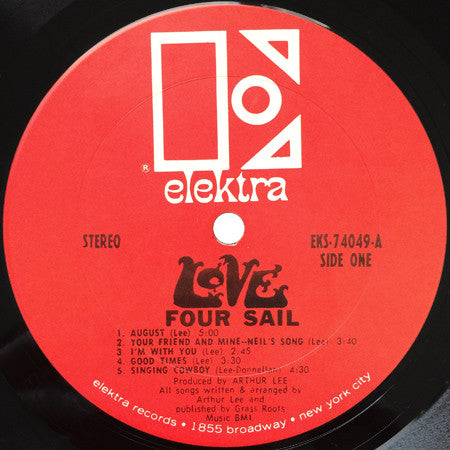 ®
elektra
STEREO
EKS-74049-A
SIDE ONE
LOVE
FOUR SAIL
1. AUGUST (Lee) 5:00
2. YOUR FRIEND AND MINE--NEIL'S SONG (Lee) 3:40
3. I'M WITH YOU (Lee) 2:45
4. GOOD TIMES (Lee) 3:30
5. SINGING COWBOY (Lee-Donnellan) 4:30
Produced by ARTHUR LEE
All songs written & arranged by
Arthur Lee and
published by Grass Roots
Music BMI
elektra records • 1855 broadway • new york city